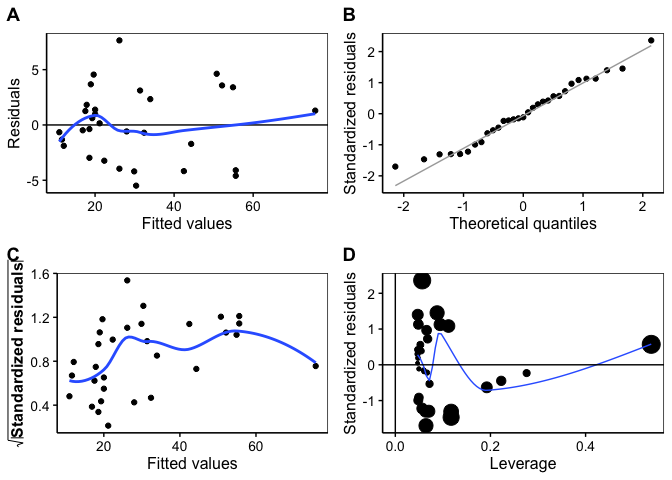 A
Residuals
5
0
-5
20
40
60
Fitted values
B
Standardized residuals
2
1
0
-1
-2
-2
-1
0
1
2
Theoretical quantiles
C
√|Standardized residuals|
1.6
1.2
0.8
0.4
20
40
60
Fitted values
D
Standardized residuals
2
1
0
-1
0.0
0.2
0.4
Leverage